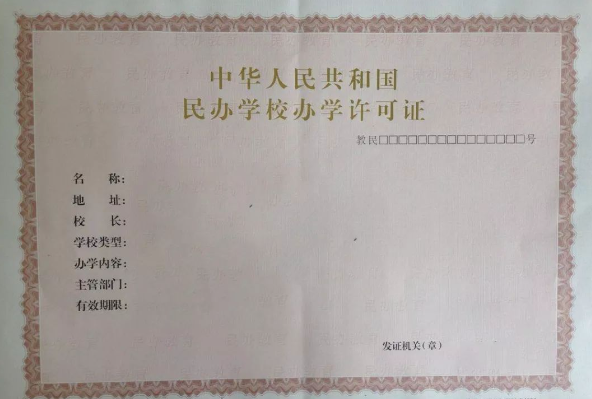 中华人民共和国
民办学校办学许可证
教民□□□□□□□□□□□□□□□号
名　　称：
地　　址：
校　　长：
学校类型：
办学内容：
主管部门：
有效期限：
发证机关（章）